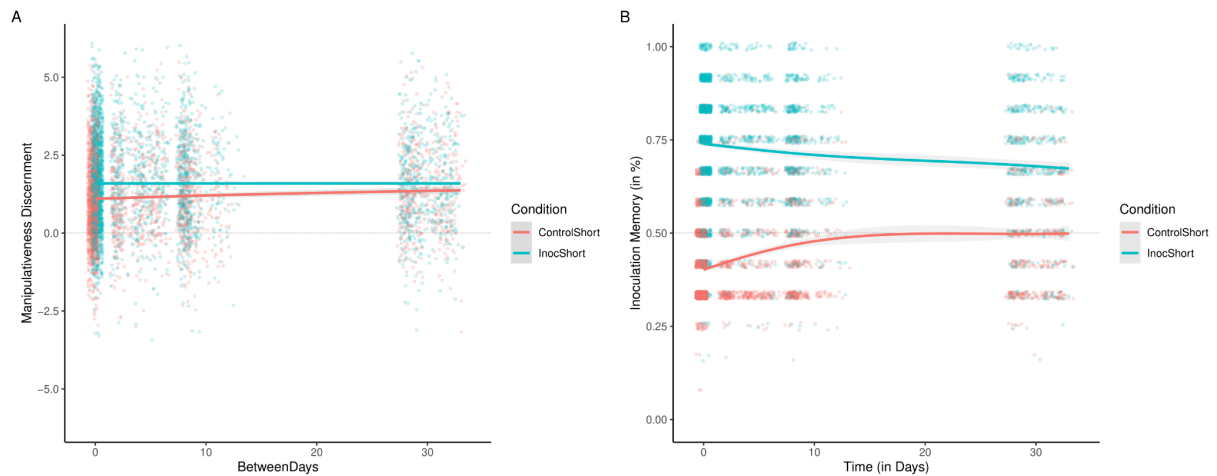 A
Manipulativeness Discernment
5.0
2.5
0.0
−2.5
−5.0
0
10
20
30
BetweenDays
Condition
ControlShort
InocShort
B
Inoculation Memory (in %)
1.00
0.75
0.50
0.25
0.00
0
10
20
30
Time (in Days)
Condition
ControlShort
InocShort